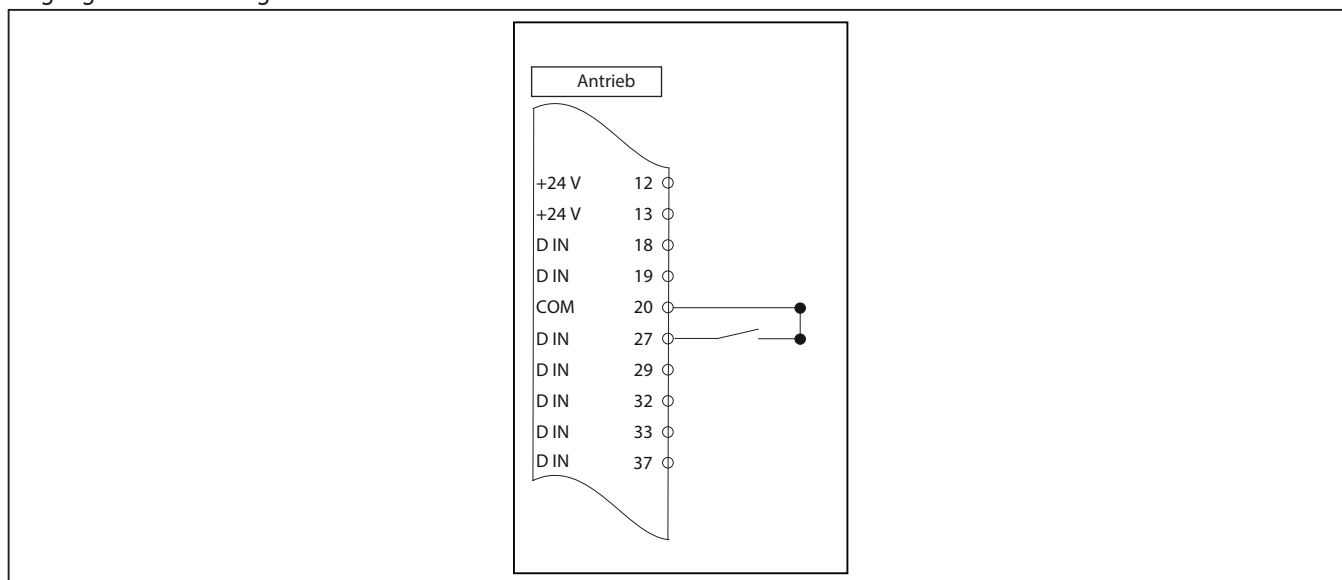 Antrieb
+24 V 12
+24 V 13
D IN 18
D IN 19
COM 20
D IN 27
D IN 29
D IN 32
D IN 33
D IN 37